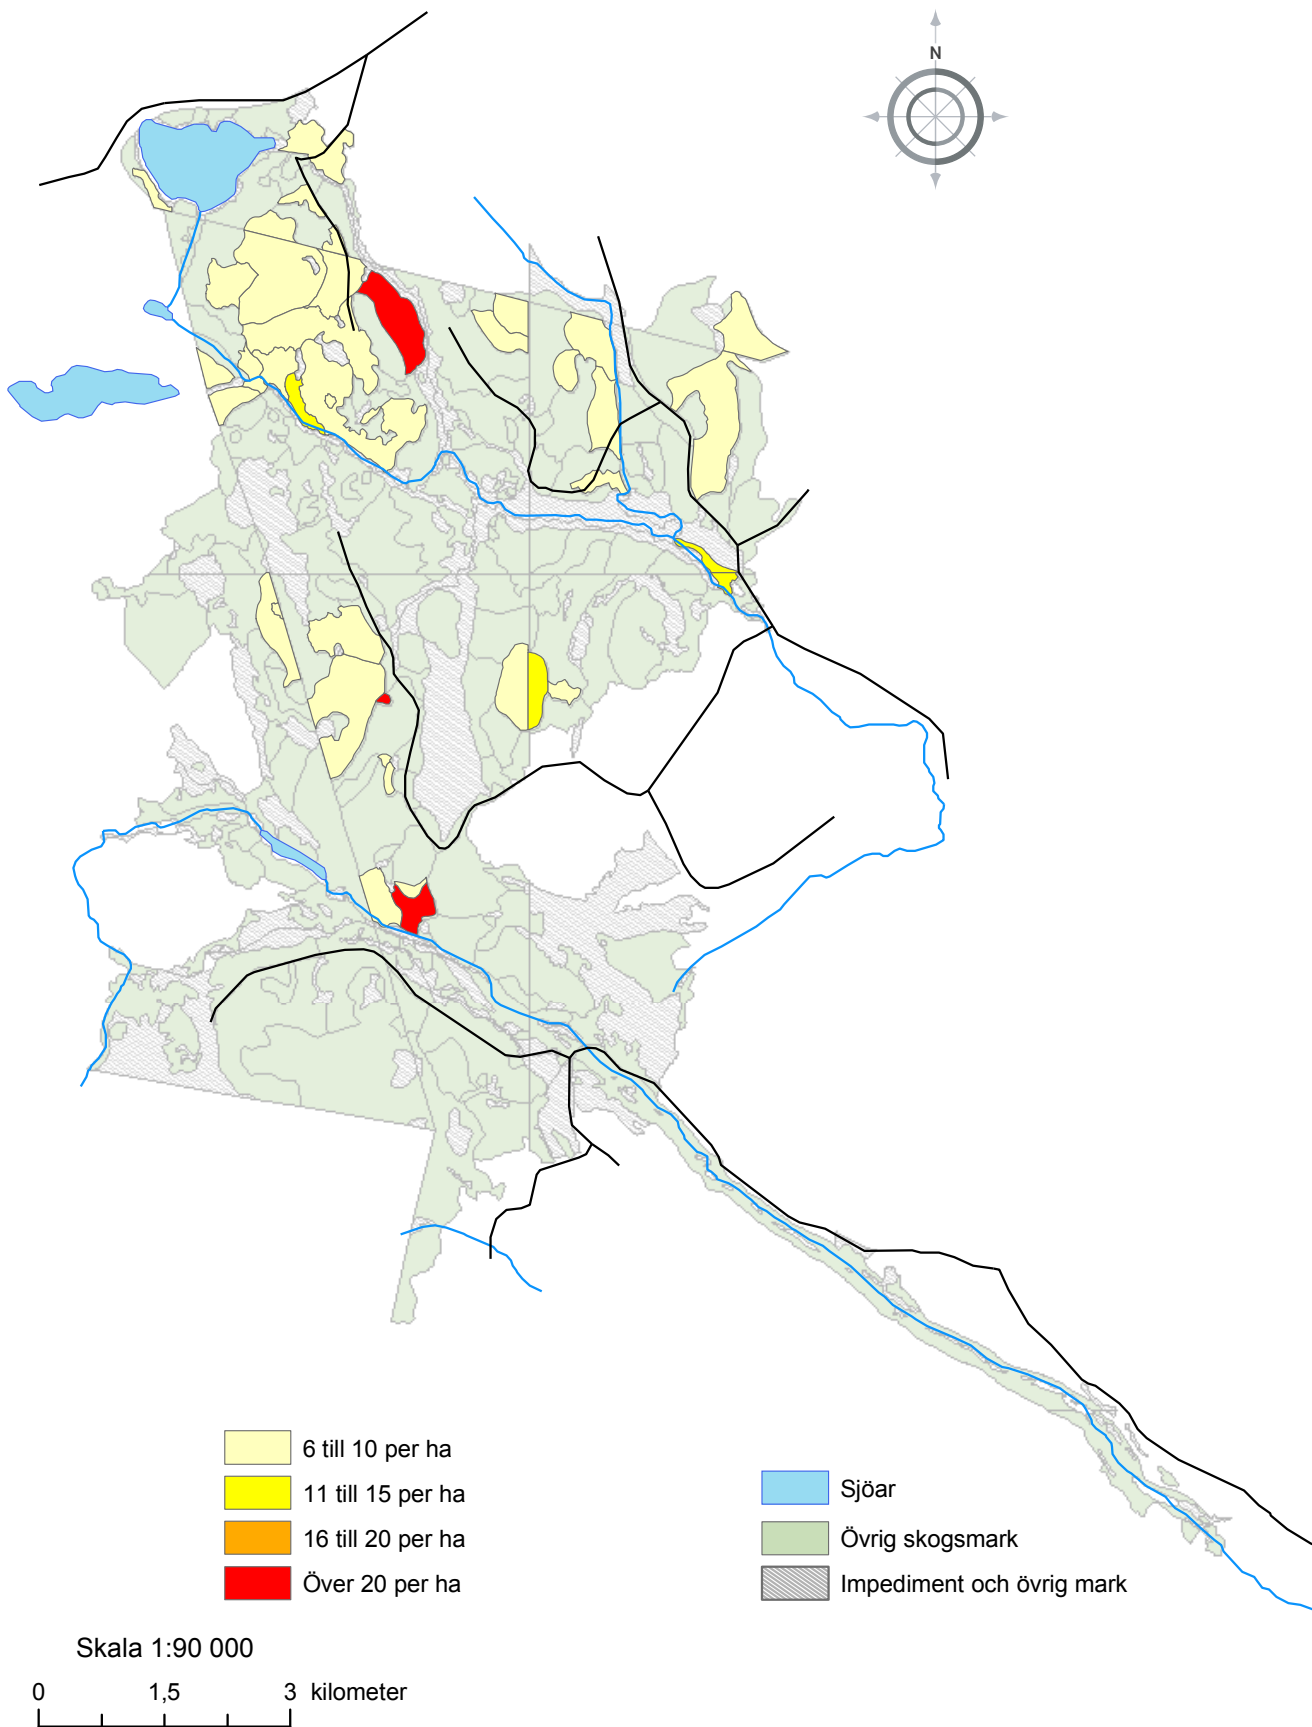 N
6 till 10 per ha
11 till 15 per ha
16 till 20 per ha
Över 20 per ha
Sjöar
Övrig skogsmark
Impediment och övrig mark
Skala 1:90 000
0 1,5 3 kilometer